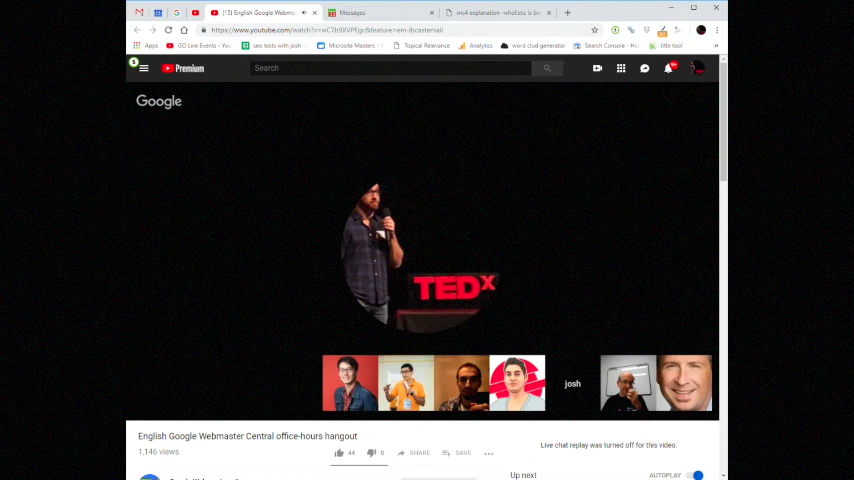 [15] English Google Webmas
Messages
mc4 explanation -wholistic is be
https://www.youtube.com/watch?v=wC7b9XVPEgc&feature=em-lbcastemail
Apps
GO Live Events - You
seo tests with josh -
Microsite Masters -
Topical Relevance
Analytics
word clud generator
Search Console - Ho
title tool
Premium
Search
9+
Google
TEDx
josh
English Google Webmaster Central office-hours hangout
1,146 views
44
0
SHARE
SAVE
Live chat replay was turned off for this video.
Up next
AUTOPLAY